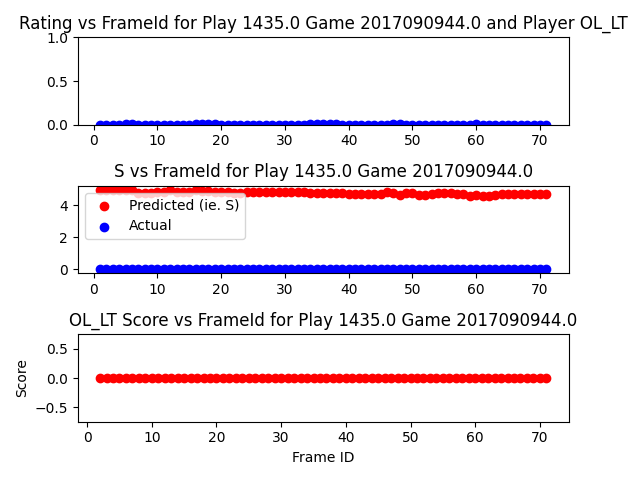 Rating vs FrameId for Play 1435.0 Game 2017090944.0 and Player OL_LT
1.0
0.5
0.0
0 10 20 30 40 50 60 70
S vs FrameId for Play 1435.0 Game 2017090944.0
4
2
0
Predicted (ie. S)
Actual
0 10 20 30 40 50 60 70
OL_LT Score vs FrameId for Play 1435.0 Game 2017090944.0
Score
0.5
0.0
−0.5
0 10 20 30 40 50 60 70
Frame ID